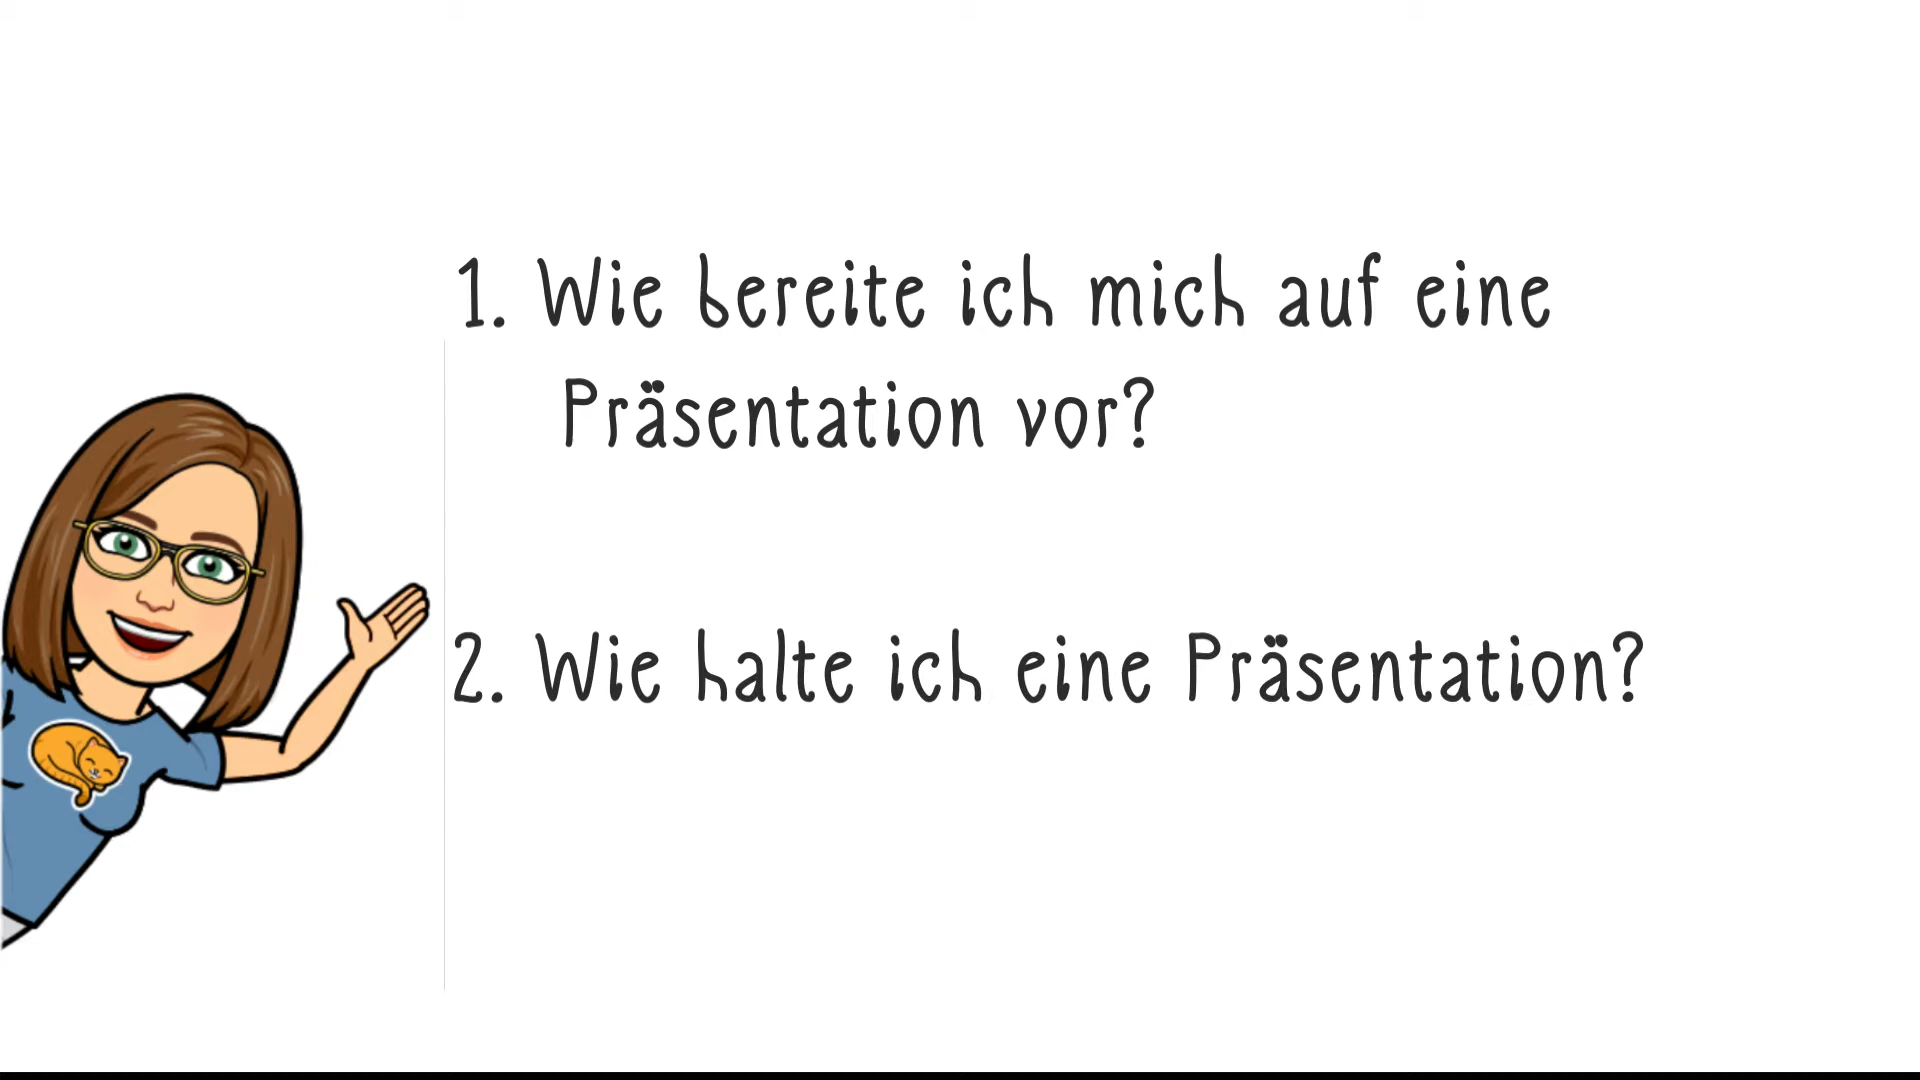 1. Wie bereite ich mich auf eine
Präsentation vor?
2. Wie halte ich eine Präsentation?